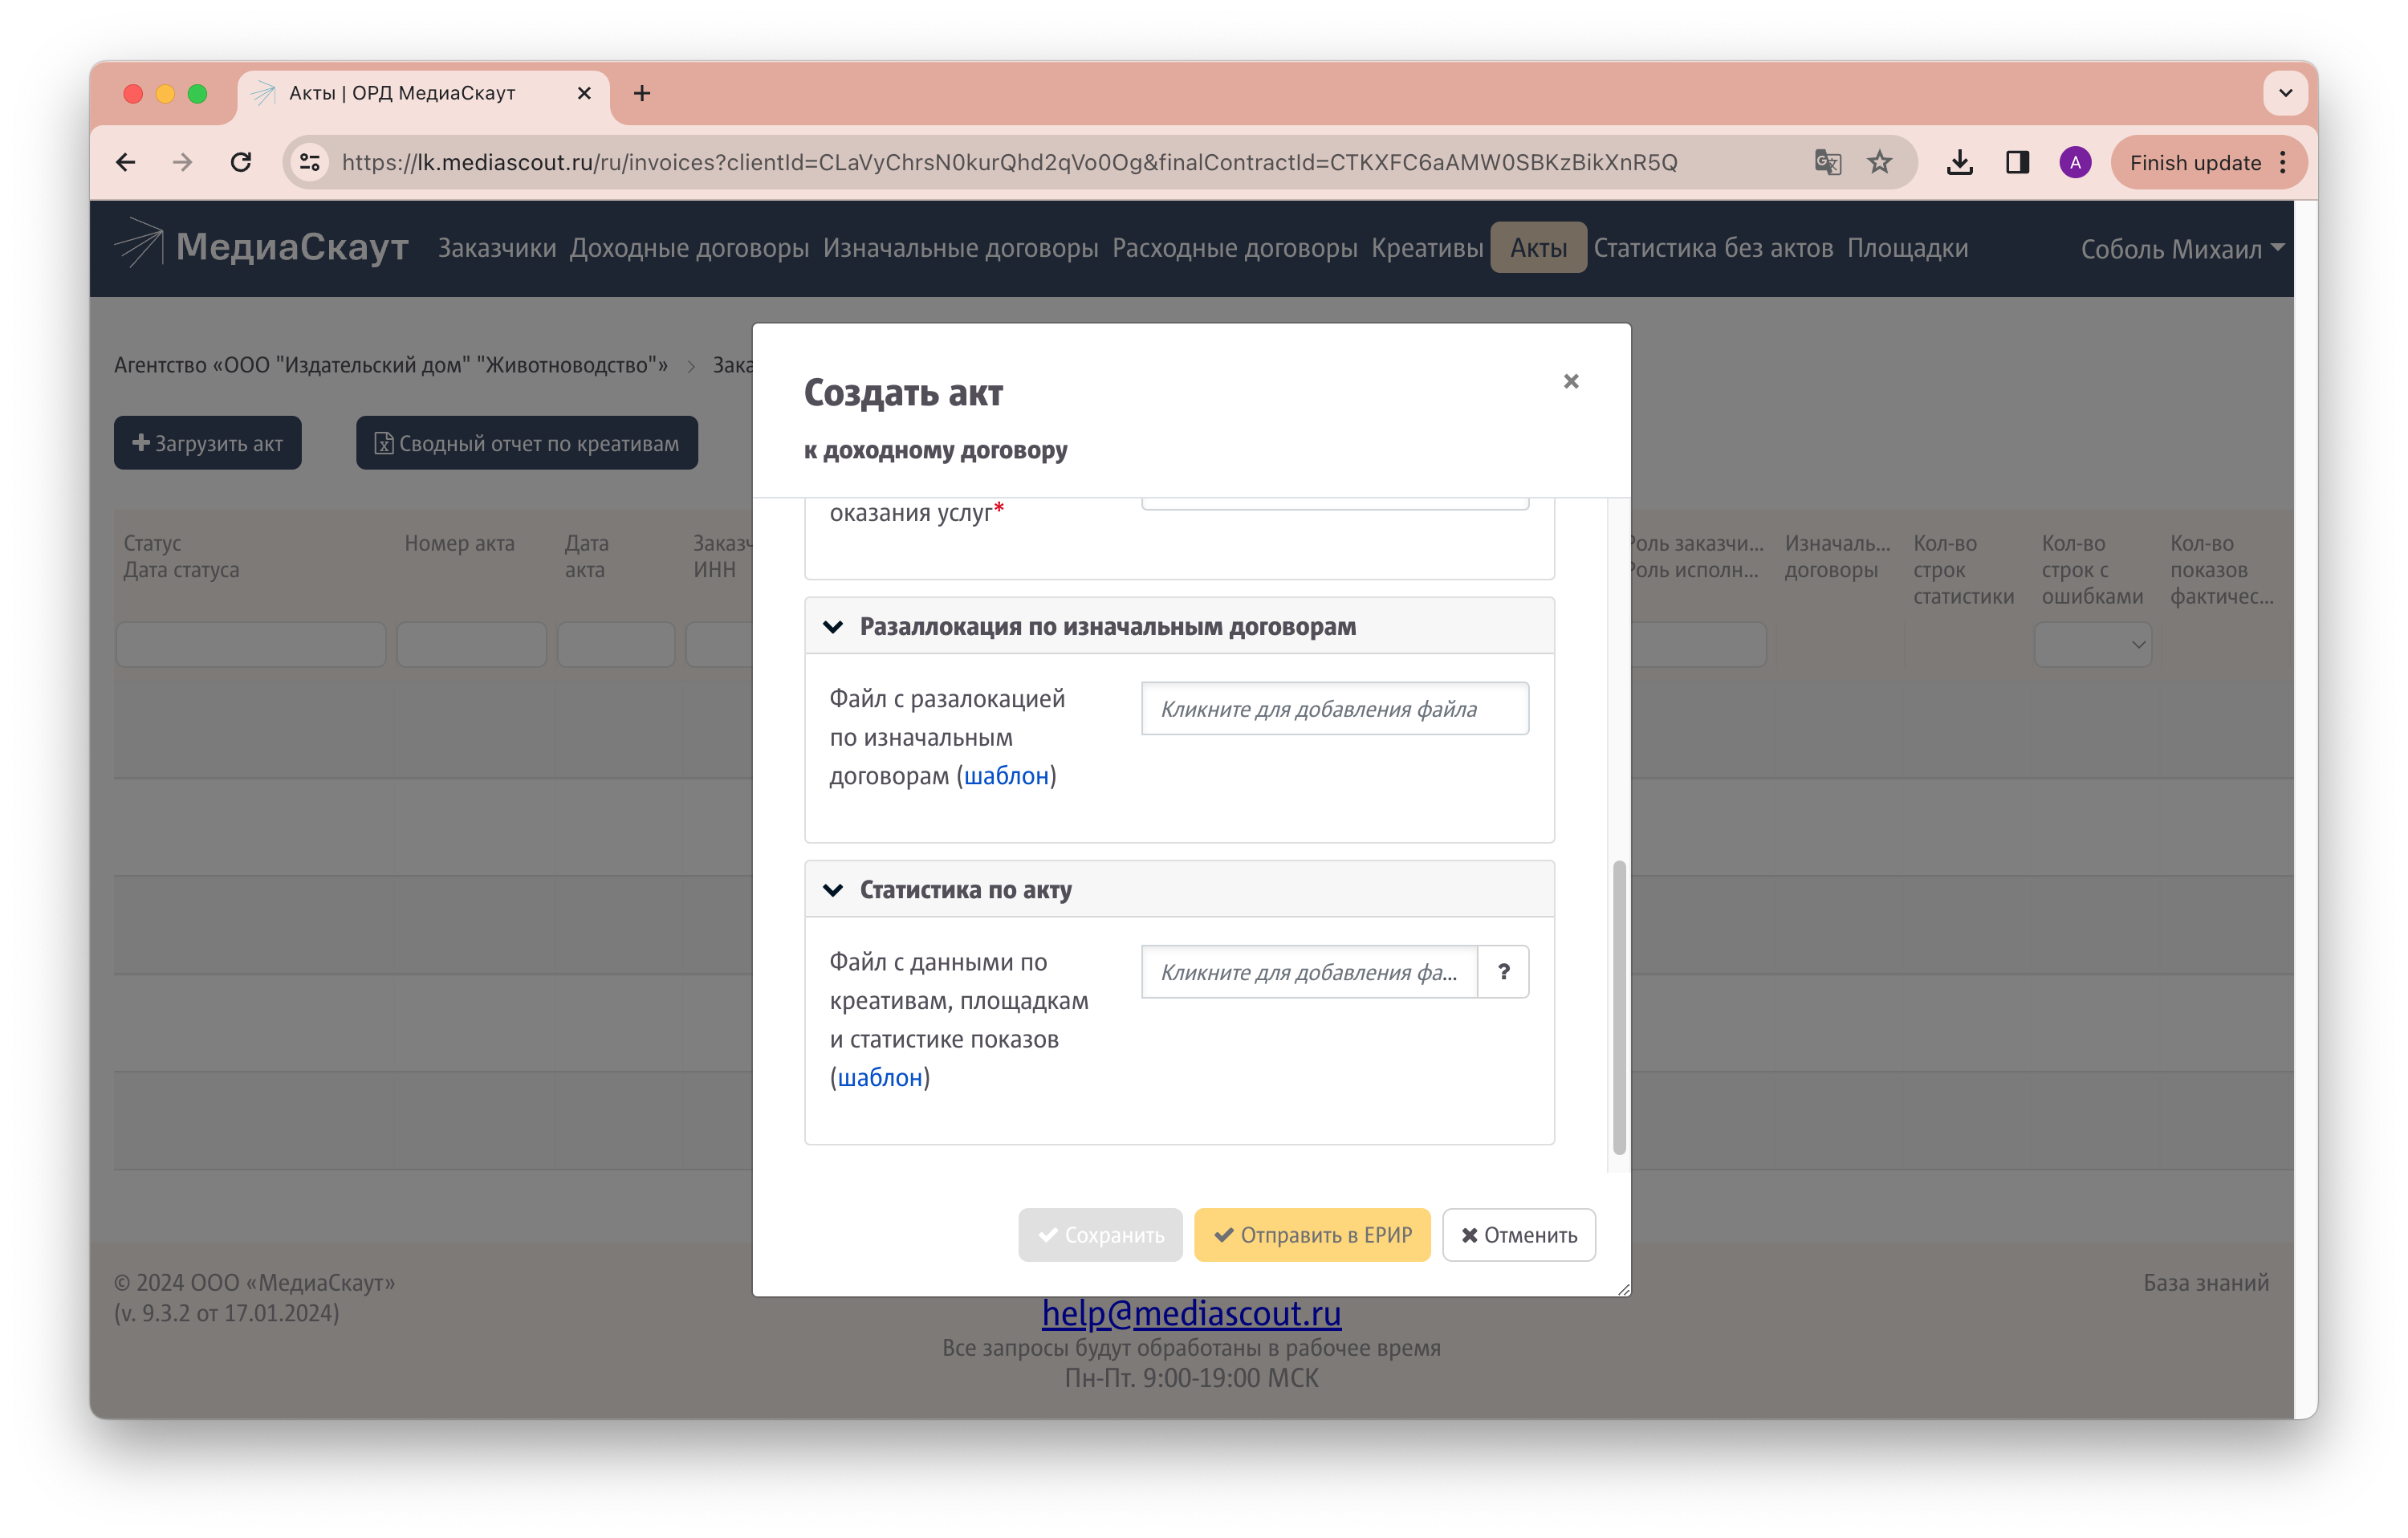 Акты | ОРД МедиаСкаут
https://lk.mediascout.ru/ru/invoices?clientId=CLaVyChrsN0kurQhd2qVo0Og&finalContractId=CTKXFC6aAMW0SBKzBikXnR5Q
A
Finish update
МедиаСкаут
Заказчики Доходные договоры Изначальные договоры Расходные договоры Креативы Акты Статистика без актов Площадки
Соболь Михаил
Агентство «ООО "Издательский дом" "Животноводство"» > Зака
Загрузить акт
Сводный отчет по креативам
Статус
Дата статуса
Номер акта
Дата
акта
Заказч
ИНН
Создать акт
к доходному договору
оказания услуг*
Разаллокация по изначальным договорам
Файл с разалокацией
по изначальным
договорам (шаблон)
Кликните для добавления файла
Статистика по акту
Файл с данными по
креативам, площадкам
и статистике показов
(шаблон)
Кликните для добавления фа...
?
Сохранить
Отправить в ЕРИР
Отменить
Роль заказчи...
Роль исполн...
Изначаль...
договоры
Кол-во
строк
статистики
Кол-во
строк с
ошибками
Кол-во
показов
фактичес...
© 2024 ООО «МедиаСкаут»
(v. 9.3.2 от 17.01.2024)
help@mediascout.ru
Все запросы будут обработаны в рабочее время
Пн-Пт. 9:00-19:00 МСК
База знаний